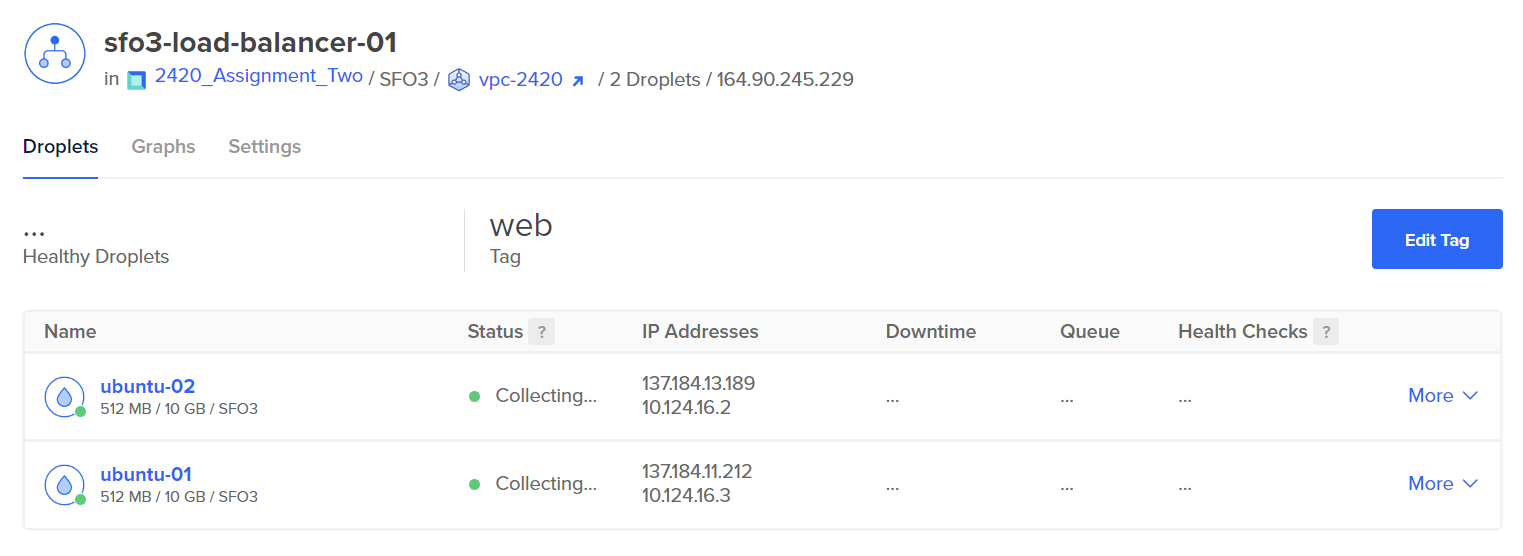 sfo3-load-balancer-01
in 2420_Assignment_Two / SFO3 / vpc-2420 / 2 Droplets / 164.90.245.229
Droplets Graphs Settings
... web Edit Tag
Healthy Droplets Tag
Name Status ? IP Addresses Downtime Queue Health Checks ?
ubuntu-02 Collecting... 137.184.13.189 ... ... ... More
512 MB / 10 GB / SFO3 10.124.16.2
ubuntu-01 Collecting... 137.184.11.212 ... ... ... More
512 MB / 10 GB / SFO3 10.124.16.3